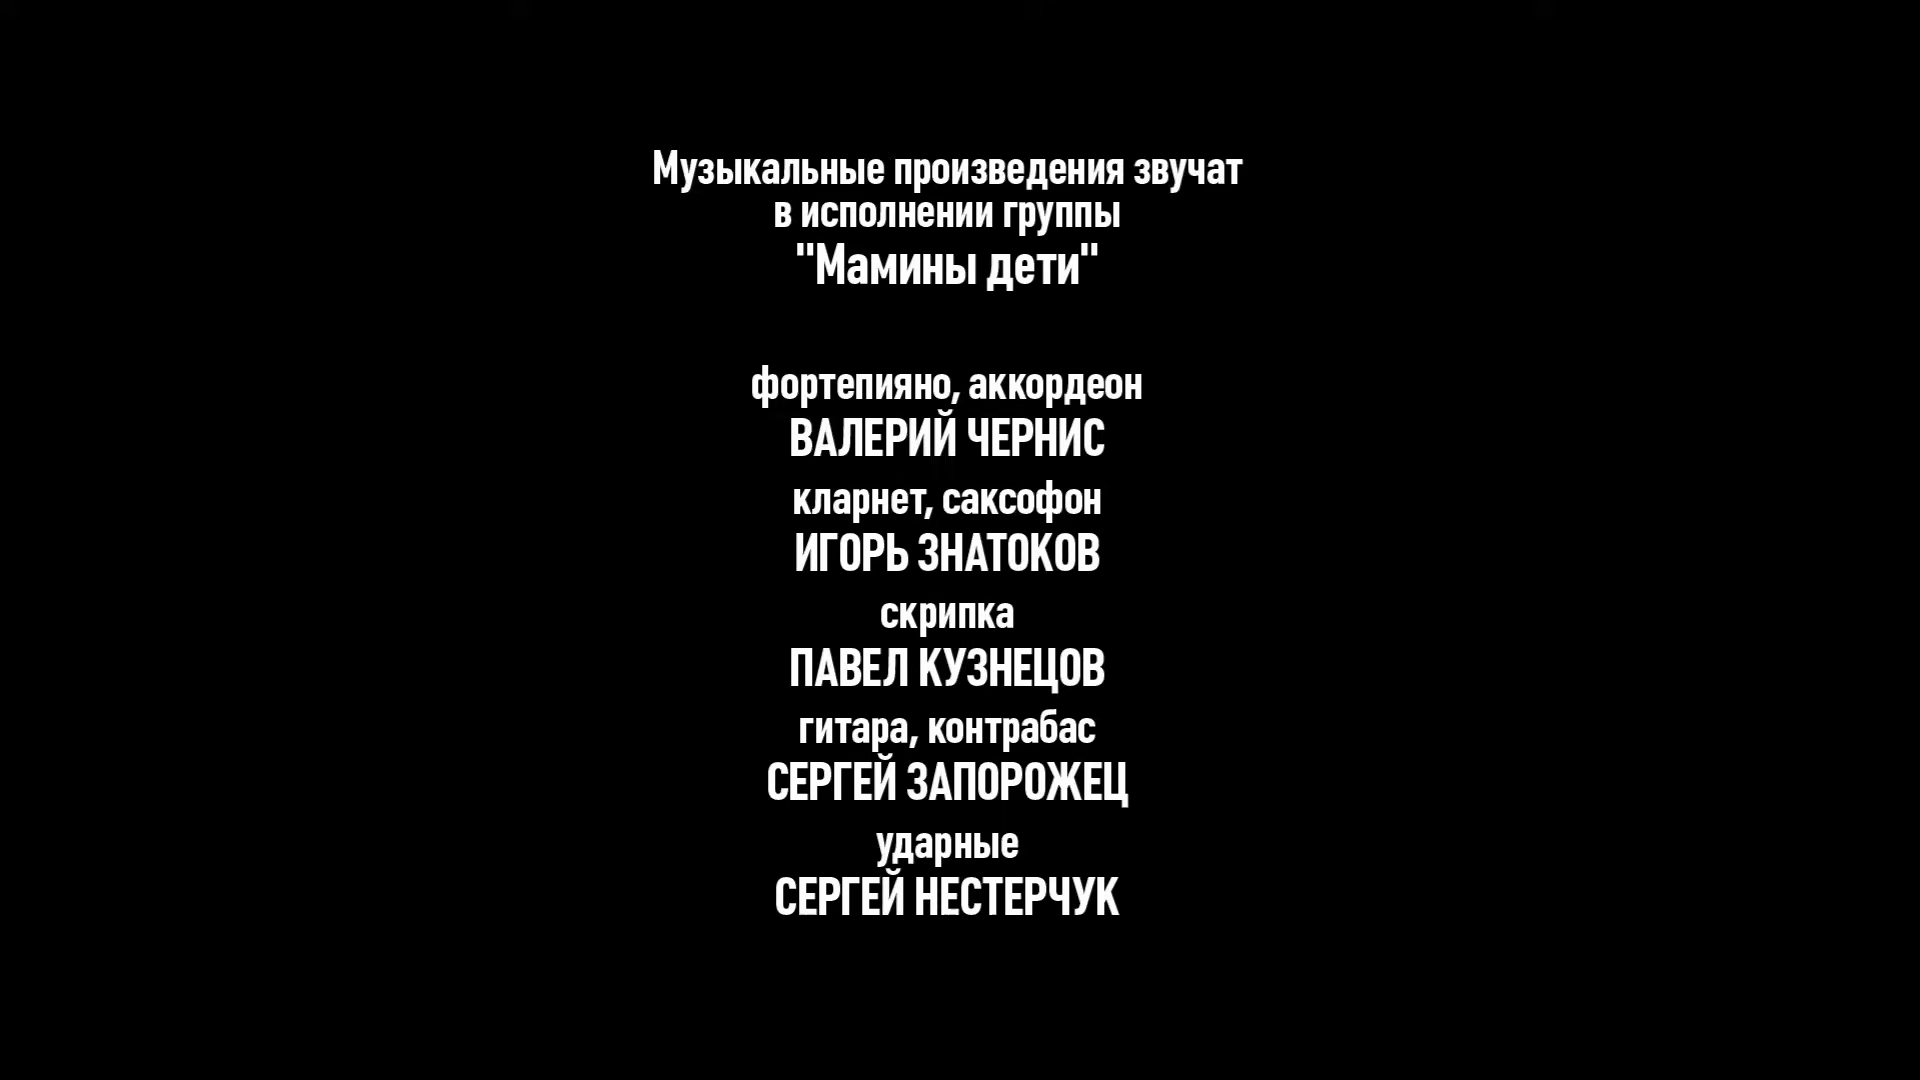 Музыкальные произведения звучат
в исполнении группы
"Мамины дети"
фортепияно, аккордеон
ВАЛЕРИЙ ЧЕРНИС
кларнет, саксофон
ИГОРЬ ЗНАТОКОВ
скрипка
ПАВЕЛ КУЗНЕЦОВ
гитара, контрабас
СЕРГЕЙ ЗАПОРОЖЕЦ
ударные
СЕРГЕЙ НЕСТЕРЧУК